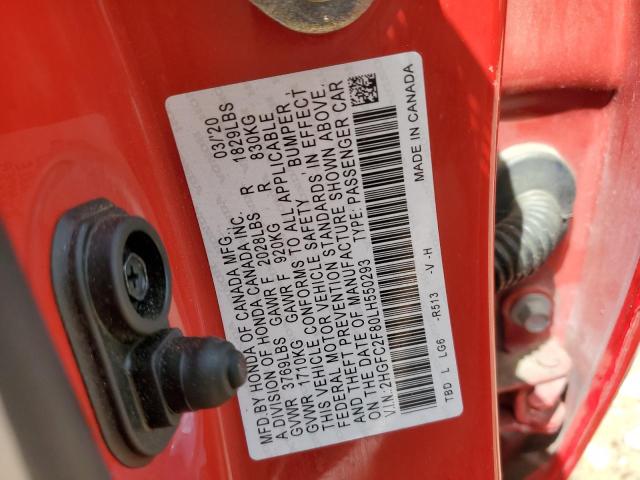 MFD.BY HONDA OF CANADA MFG. 03/'20
A DIVISION OF HONDA CANADA INC.
GVWR 3769LBS GAWR F 2028LBS R 1829LBS
GVWR 1710KG GAWR F 920KG R 830KG
THIS VEHICLE CONFORMS TO ALL APPLICABLE
FEDERAL MOTOR VEHICLE SAFETY, BUMPER,
AND THEFT PREVENTION STANDARDS IN EFFECT
ON THE DATE OF MANUFACTURE SHOWN ABOVE.
V.I.N.:2HGFC2F80LH550293 TYPE: PASSENGER CAR
TBD L LG6 -R513 -V -H MADE IN CANADA